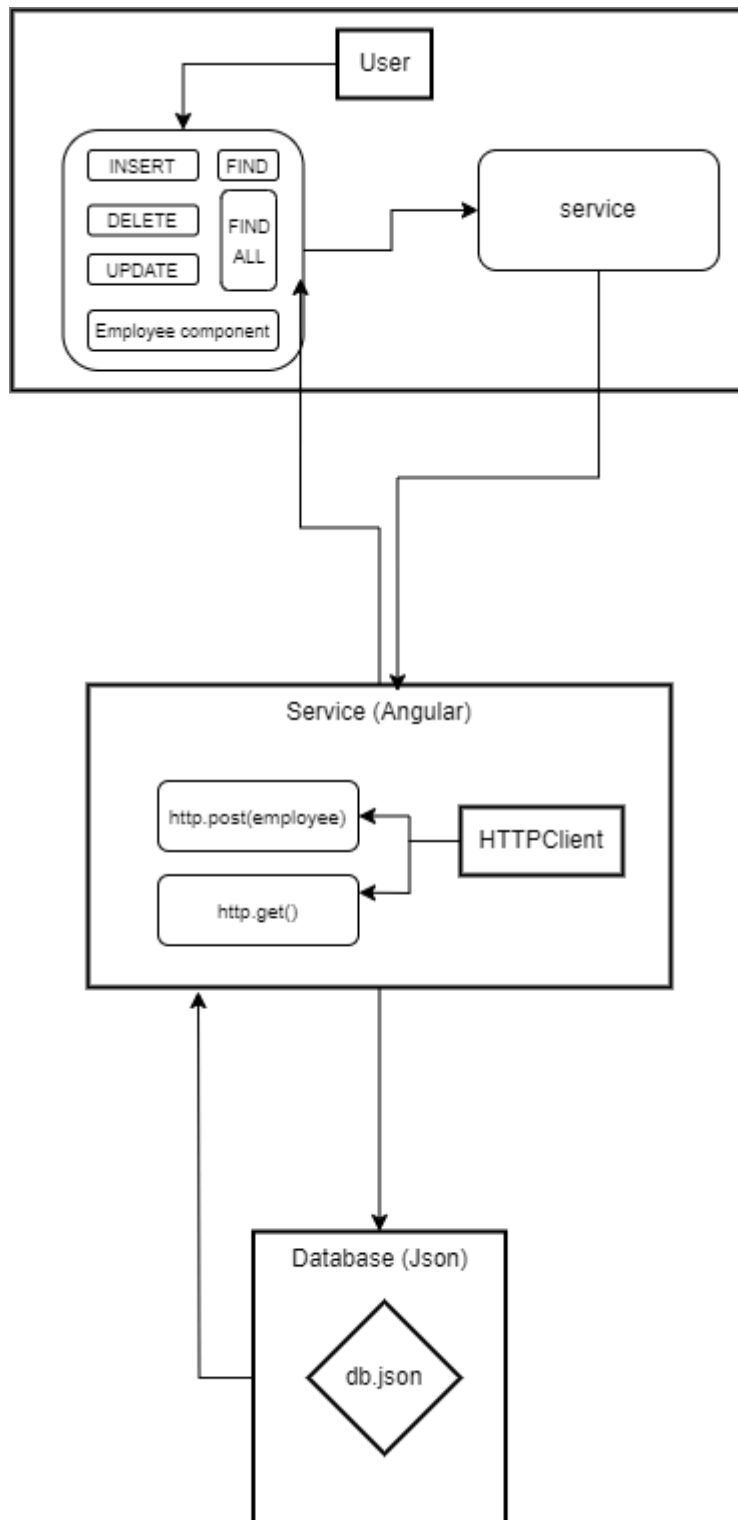 User
INSERT
FIND
DELETE
FIND
ALL
UPDATE
Employee component
service
Service (Angular)
http.post(employee)
HTTPClient
http.get()
Database (Json)
db.json